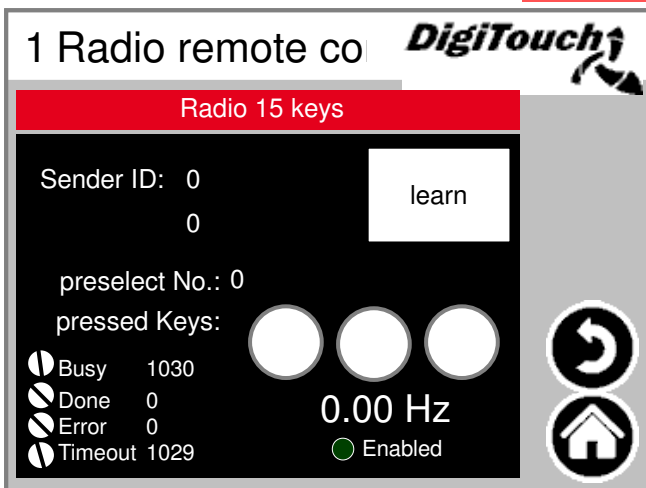 1 Radio remote co
DigiTouch
Radio 15 keys
Sender ID: 0
learn
0
preselect No.: 0
pressed Keys:
Busy 1030
Done 0
Error 0
Timeout 1029
0.00 Hz
Enabled